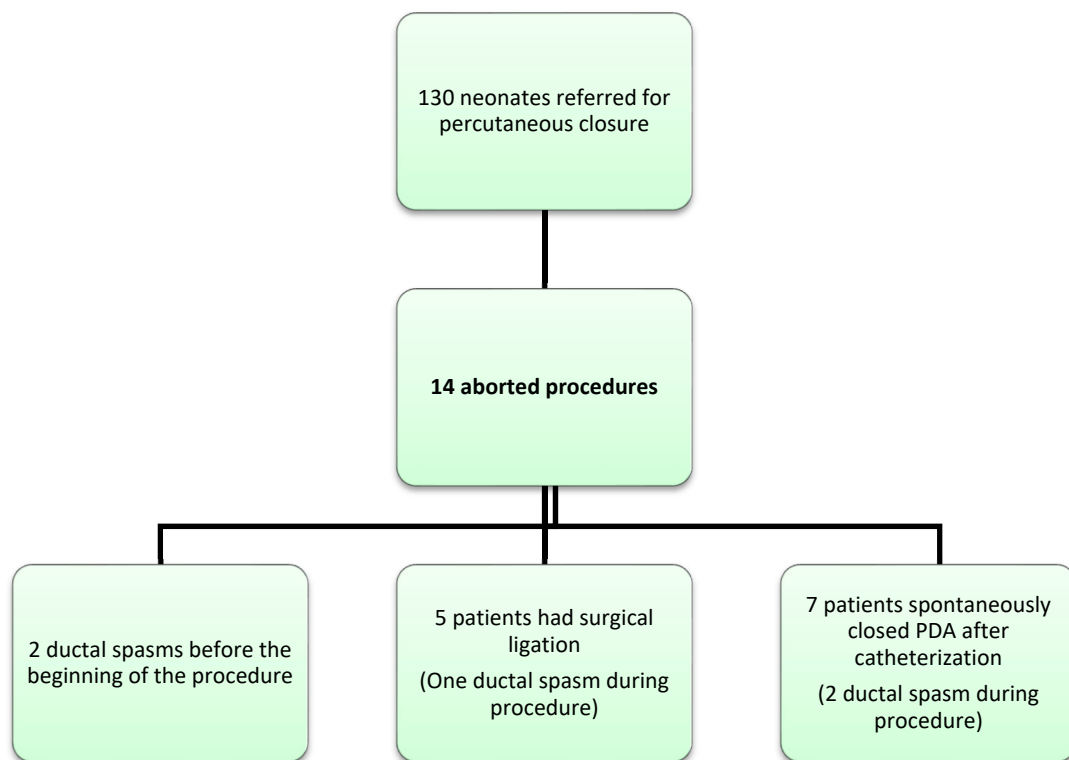 130 neonates referred for
percutaneous closure
14 aborted procedures
2 ductal spasms before the
beginning of the procedure
5 patients had surgical
ligation
(One ductal spasm during
procedure)
7 patients spontaneously
closed PDA after
catheterization
(2 ductal spasm during
procedure)